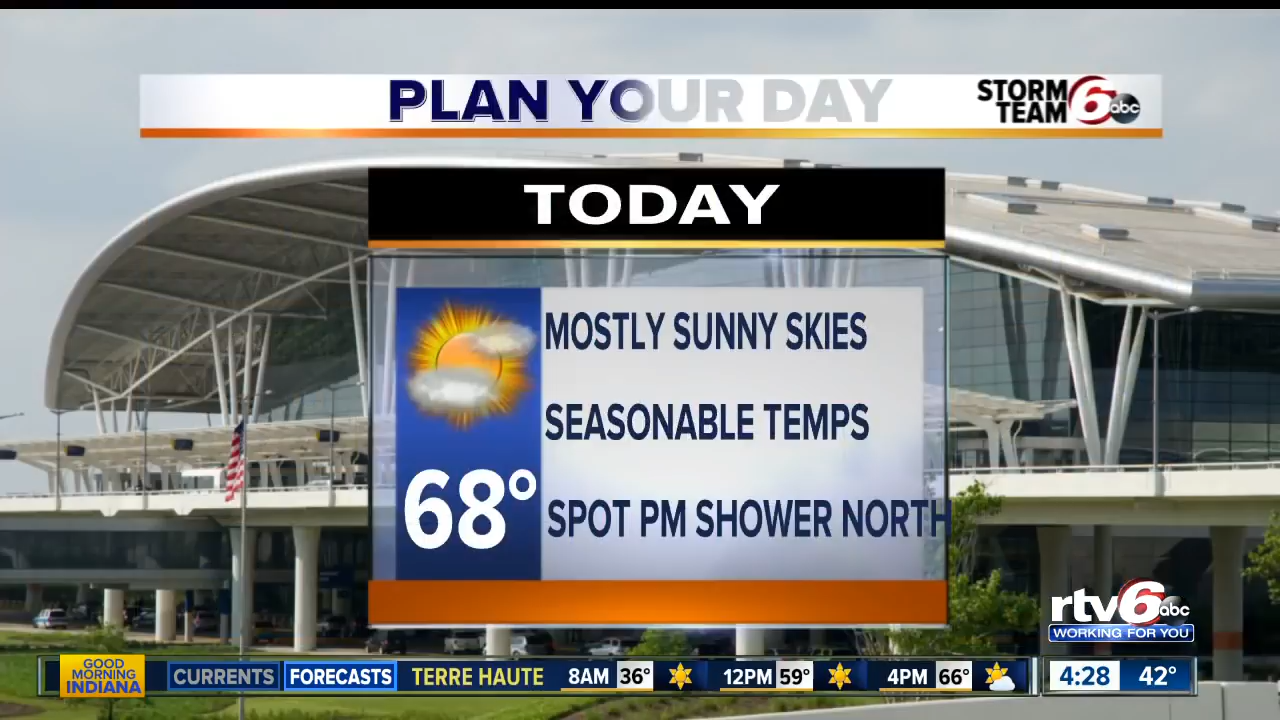 PLAN YOUR DAY
STORM
TEAM 6 abc
TODAY
MOSTLY SUNNY SKIES
SEASONABLE TEMPS
68° SPOT PM SHOWER NORTH
rtv6 abc
WORKING FOR YOU
GOOD
MORNING
INDIANA
CURRENTS FORECASTS TERRE HAUTE 8AM 36° 12PM 59° 4PM 66° 4:28 42°